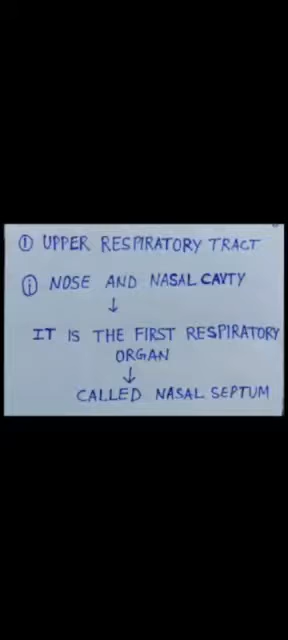 ① UPPER RESPIRATORY TRACT
ⓘ NOSE AND NASAL CAVTY
↓
IT IS THE FIRST RESPIRATORY
ORGAN
↓
CALLED NASAL SEPTUM